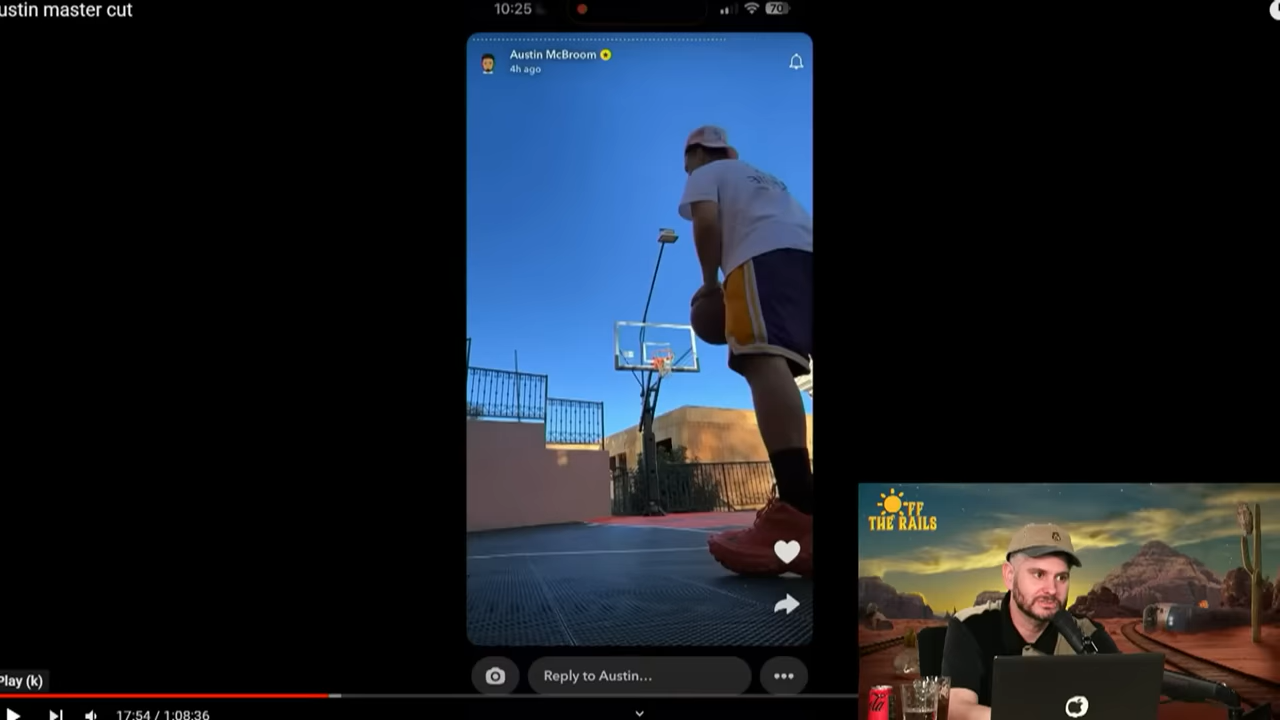 ustin master cut
10:25
70
Austin McBroom
4h ago
Reply to Austin...
OFF
THE RAILS
Play (k)
17:54 / 1:08:36